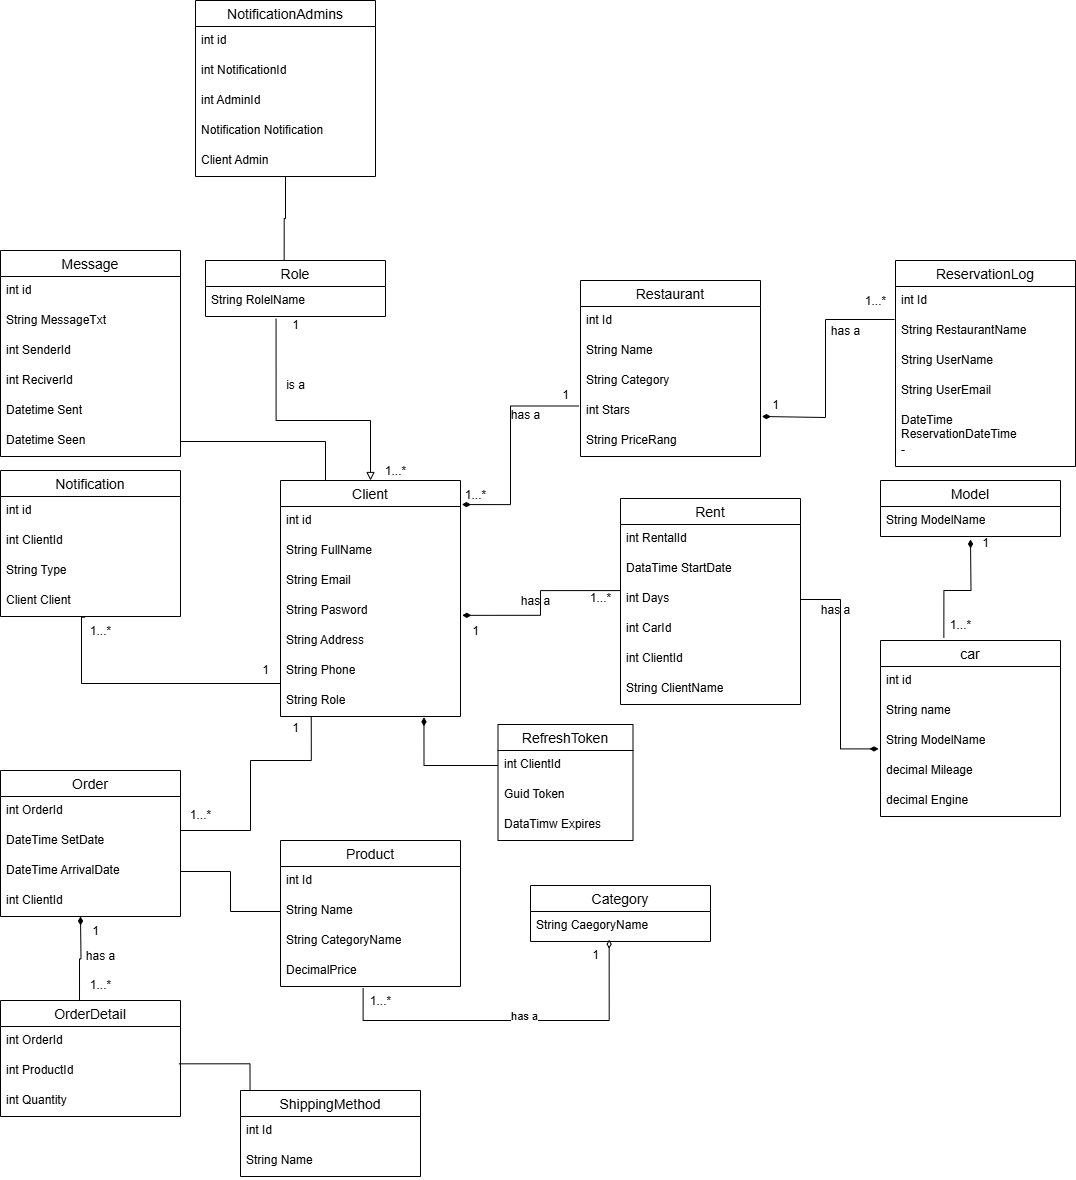 NotificationAdmins
int id
int NotificationId
int AdminId
Notification Notification
Client Admin
Message
int id
String MessageTxt
int SenderId
int ReciverId
Datetime Sent
Datetime Seen
Role
String RolelName
1
is a
1...*
Restaurant
int Id
String Name
String Category
int Stars
String PriceRang
1
has a
1...*
ReservationLog
int Id
String RestaurantName
String UserName
String UserEmail
DateTime
ReservationDateTime
-
1...*
has a
1
Notification
int id
int ClientId
String Type
Client Client
1...*
1
Client
int id
String FullName
String Email
String Pasword
String Address
String Phone
String Role
has a
1...*
1
Rent
int RentalId
DataTime StartDate
int Days
int CarId
int ClientId
String ClientName
has a
Model
String ModelName
1
1...*
car
int id
String name
String ModelName
decimal Mileage
decimal Engine
1
1...*
RefreshToken
int ClientId
Guid Token
DataTimw Expires
Order
int OrderId
DateTime SetDate
DateTime ArrivalDate
int ClientId
1
has a
1...*
Product
int Id
String Name
String CategoryName
DecimalPrice
1...*
has a
1
Category
String CaegoryName
OrderDetail
int OrderId
int ProductId
int Quantity
ShippingMethod
int Id
String Name